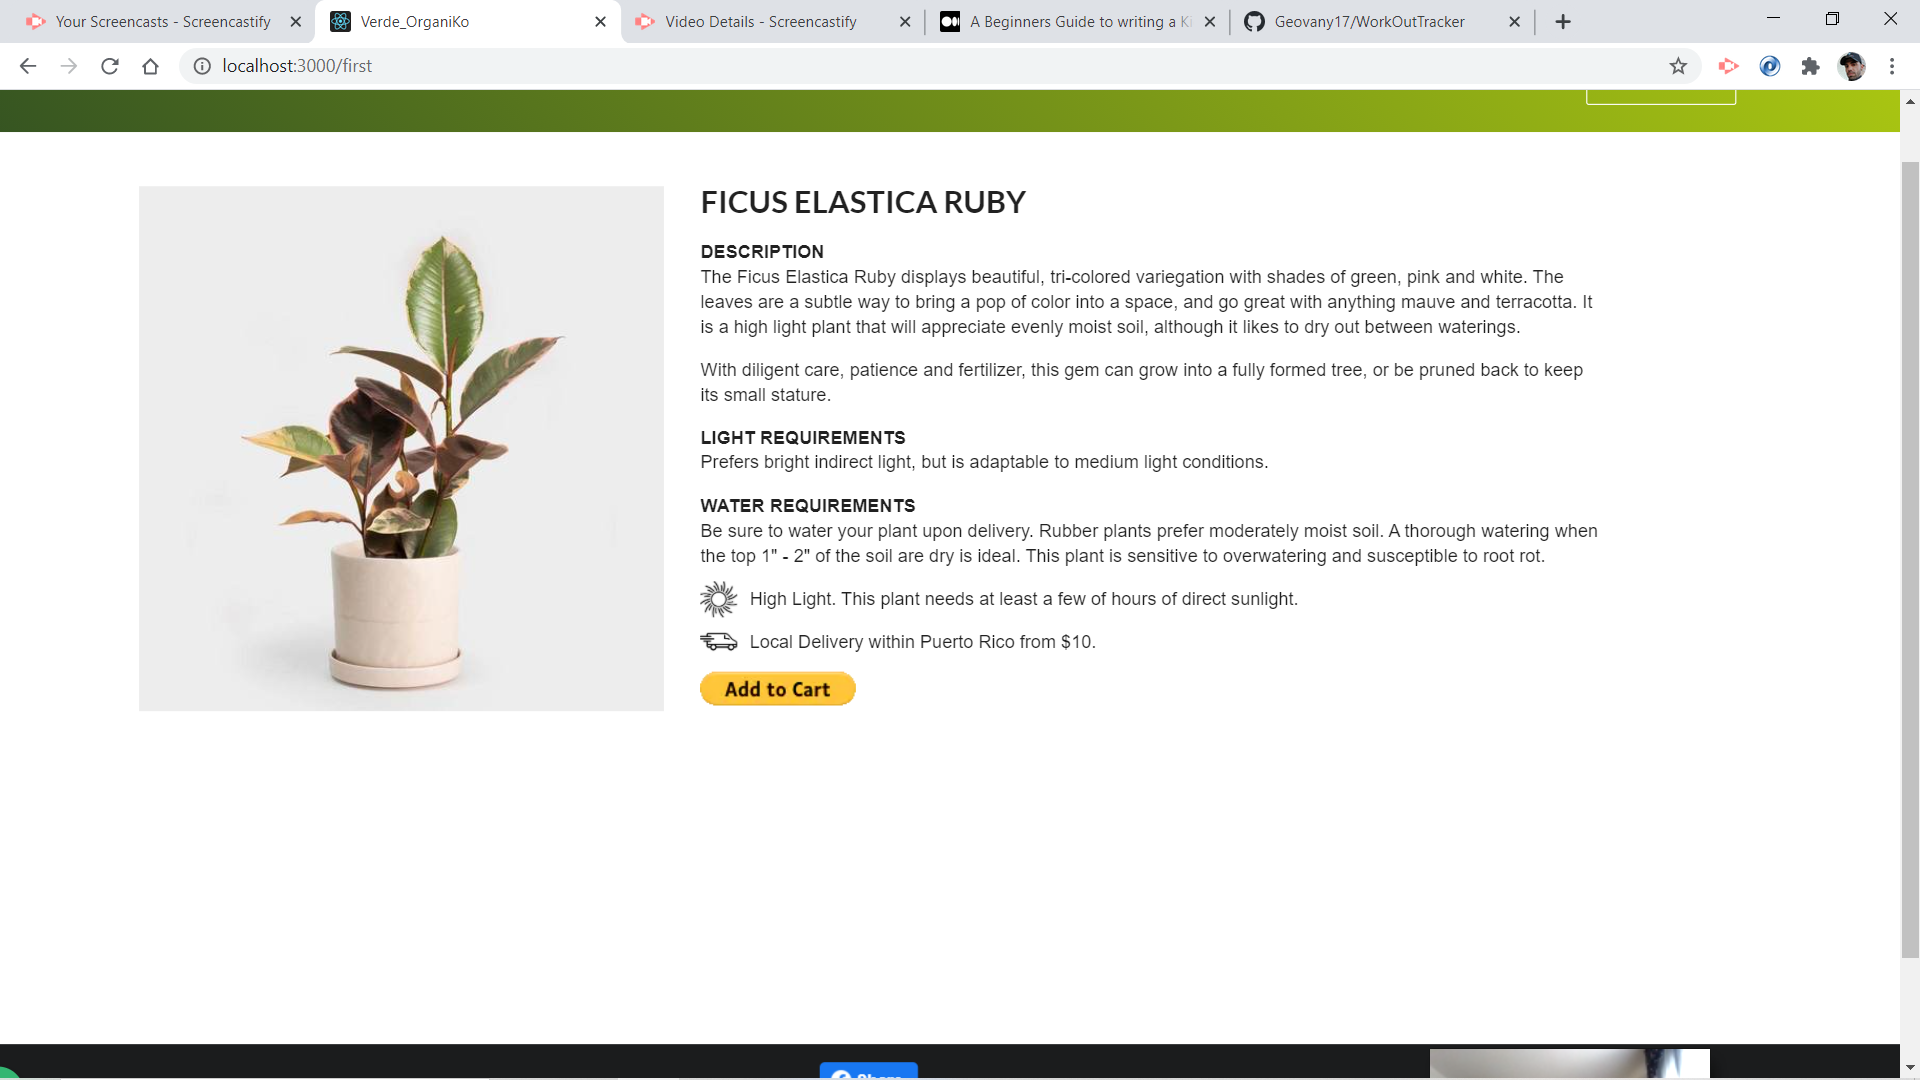 Your Screencasts - Screencastify
Verde_OrganiKo
Video Details - Screencastify
A Beginners Guide to writing a Ki
Geovany17/WorkOutTracker
localhost:3000/first
FICUS ELASTICA RUBY
DESCRIPTION
The Ficus Elastica Ruby displays beautiful, tri-colored variegation with shades of green, pink and white. The
leaves are a subtle way to bring a pop of color into a space, and go great with anything mauve and terracotta. It
is a high light plant that will appreciate evenly moist soil, although it likes to dry out between waterings.
With diligent care, patience and fertilizer, this gem can grow into a fully formed tree, or be pruned back to keep
its small stature.
LIGHT REQUIREMENTS
Prefers bright indirect light, but is adaptable to medium light conditions.
WATER REQUIREMENTS
Be sure to water your plant upon delivery. Rubber plants prefer moderately moist soil. A thorough watering when
the top 1" - 2" of the soil are dry is ideal. This plant is sensitive to overwatering and susceptible to root rot.
High Light. This plant needs at least a few of hours of direct sunlight.
Local Delivery within Puerto Rico from $10.
Add to Cart